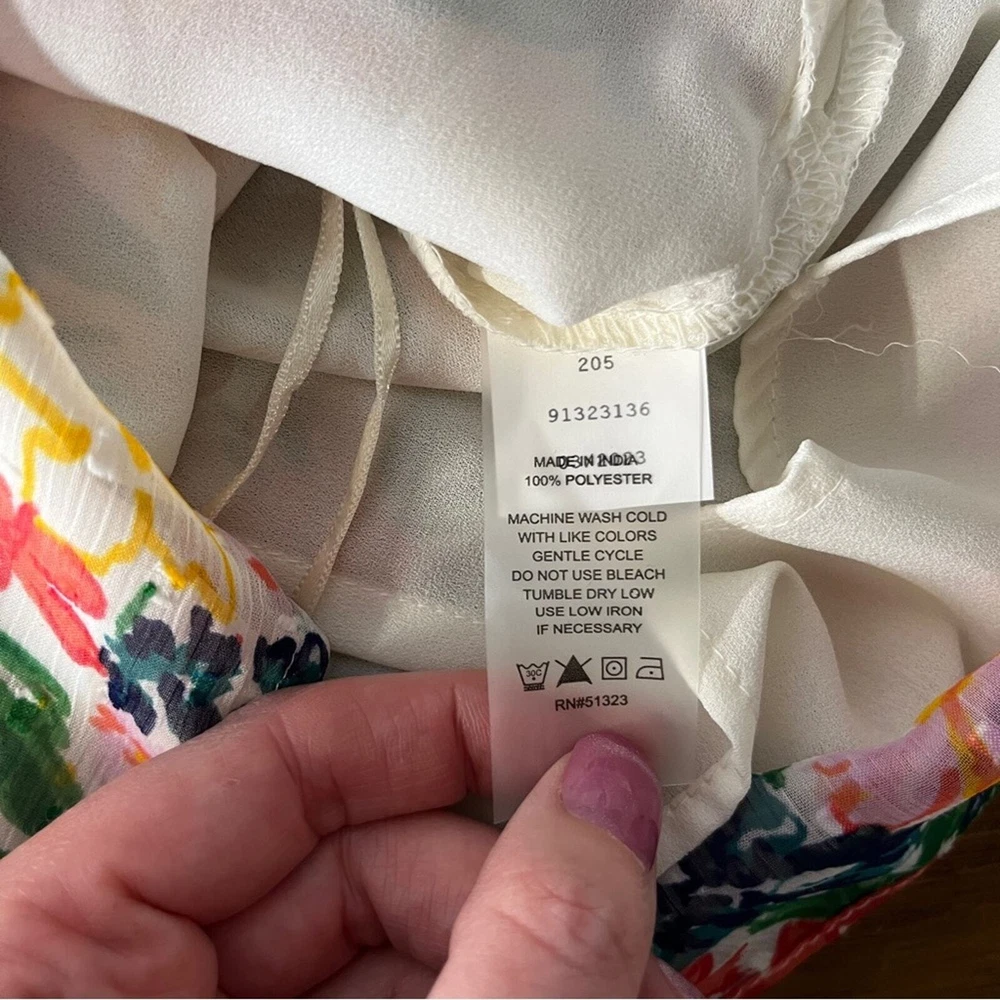 205
91323136
MADE IN INDIA
100% POLYESTER
MACHINE WASH COLD
WITH LIKE COLORS
GENTLE CYCLE
DO NOT USE BLEACH
TUMBLE DRY LOW
USE LOW IRON
IF NECESSARY
30C
RN#51323